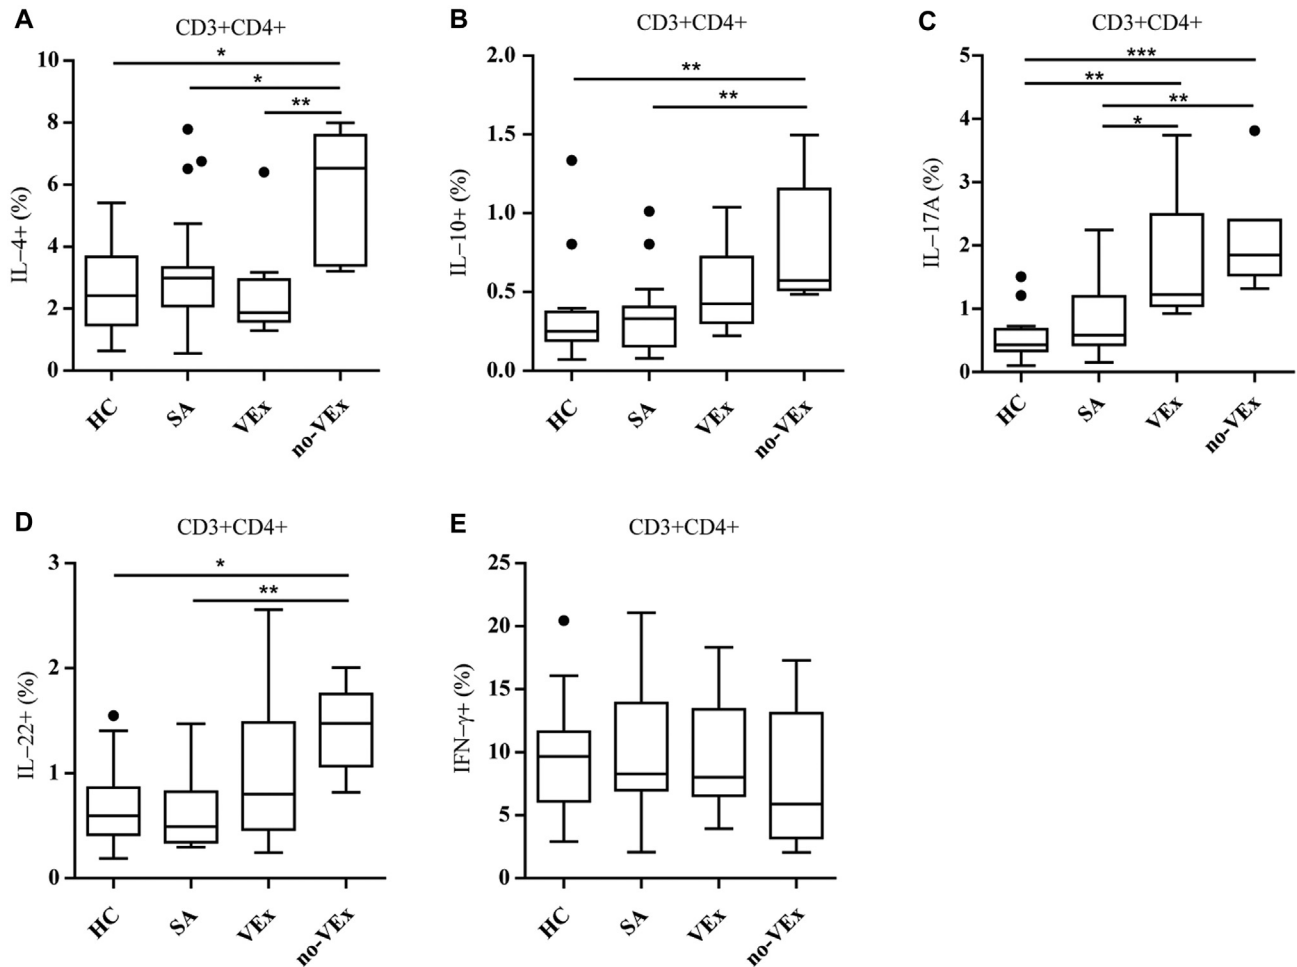 A
CD3+CD4+
IL−4+ (%)
10
8
6
4
2
0
*
*
**
HC
SA
VEx
no-VEx
B
CD3+CD4+
IL−10+ (%)
2.0
1.5
1.0
0.5
0.0
**
**
HC
SA
VEx
no-VEx
C
CD3+CD4+
IL−17A (%)
5
4
3
2
1
0
***
**
**
*
HC
SA
VEx
no-VEx
D
CD3+CD4+
IL−22+ (%)
3
2
1
0
*
**
HC
SA
VEx
no-VEx
E
CD3+CD4+
IFN−γ+ (%)
25
20
15
10
5
0
HC
SA
VEx
no-VEx